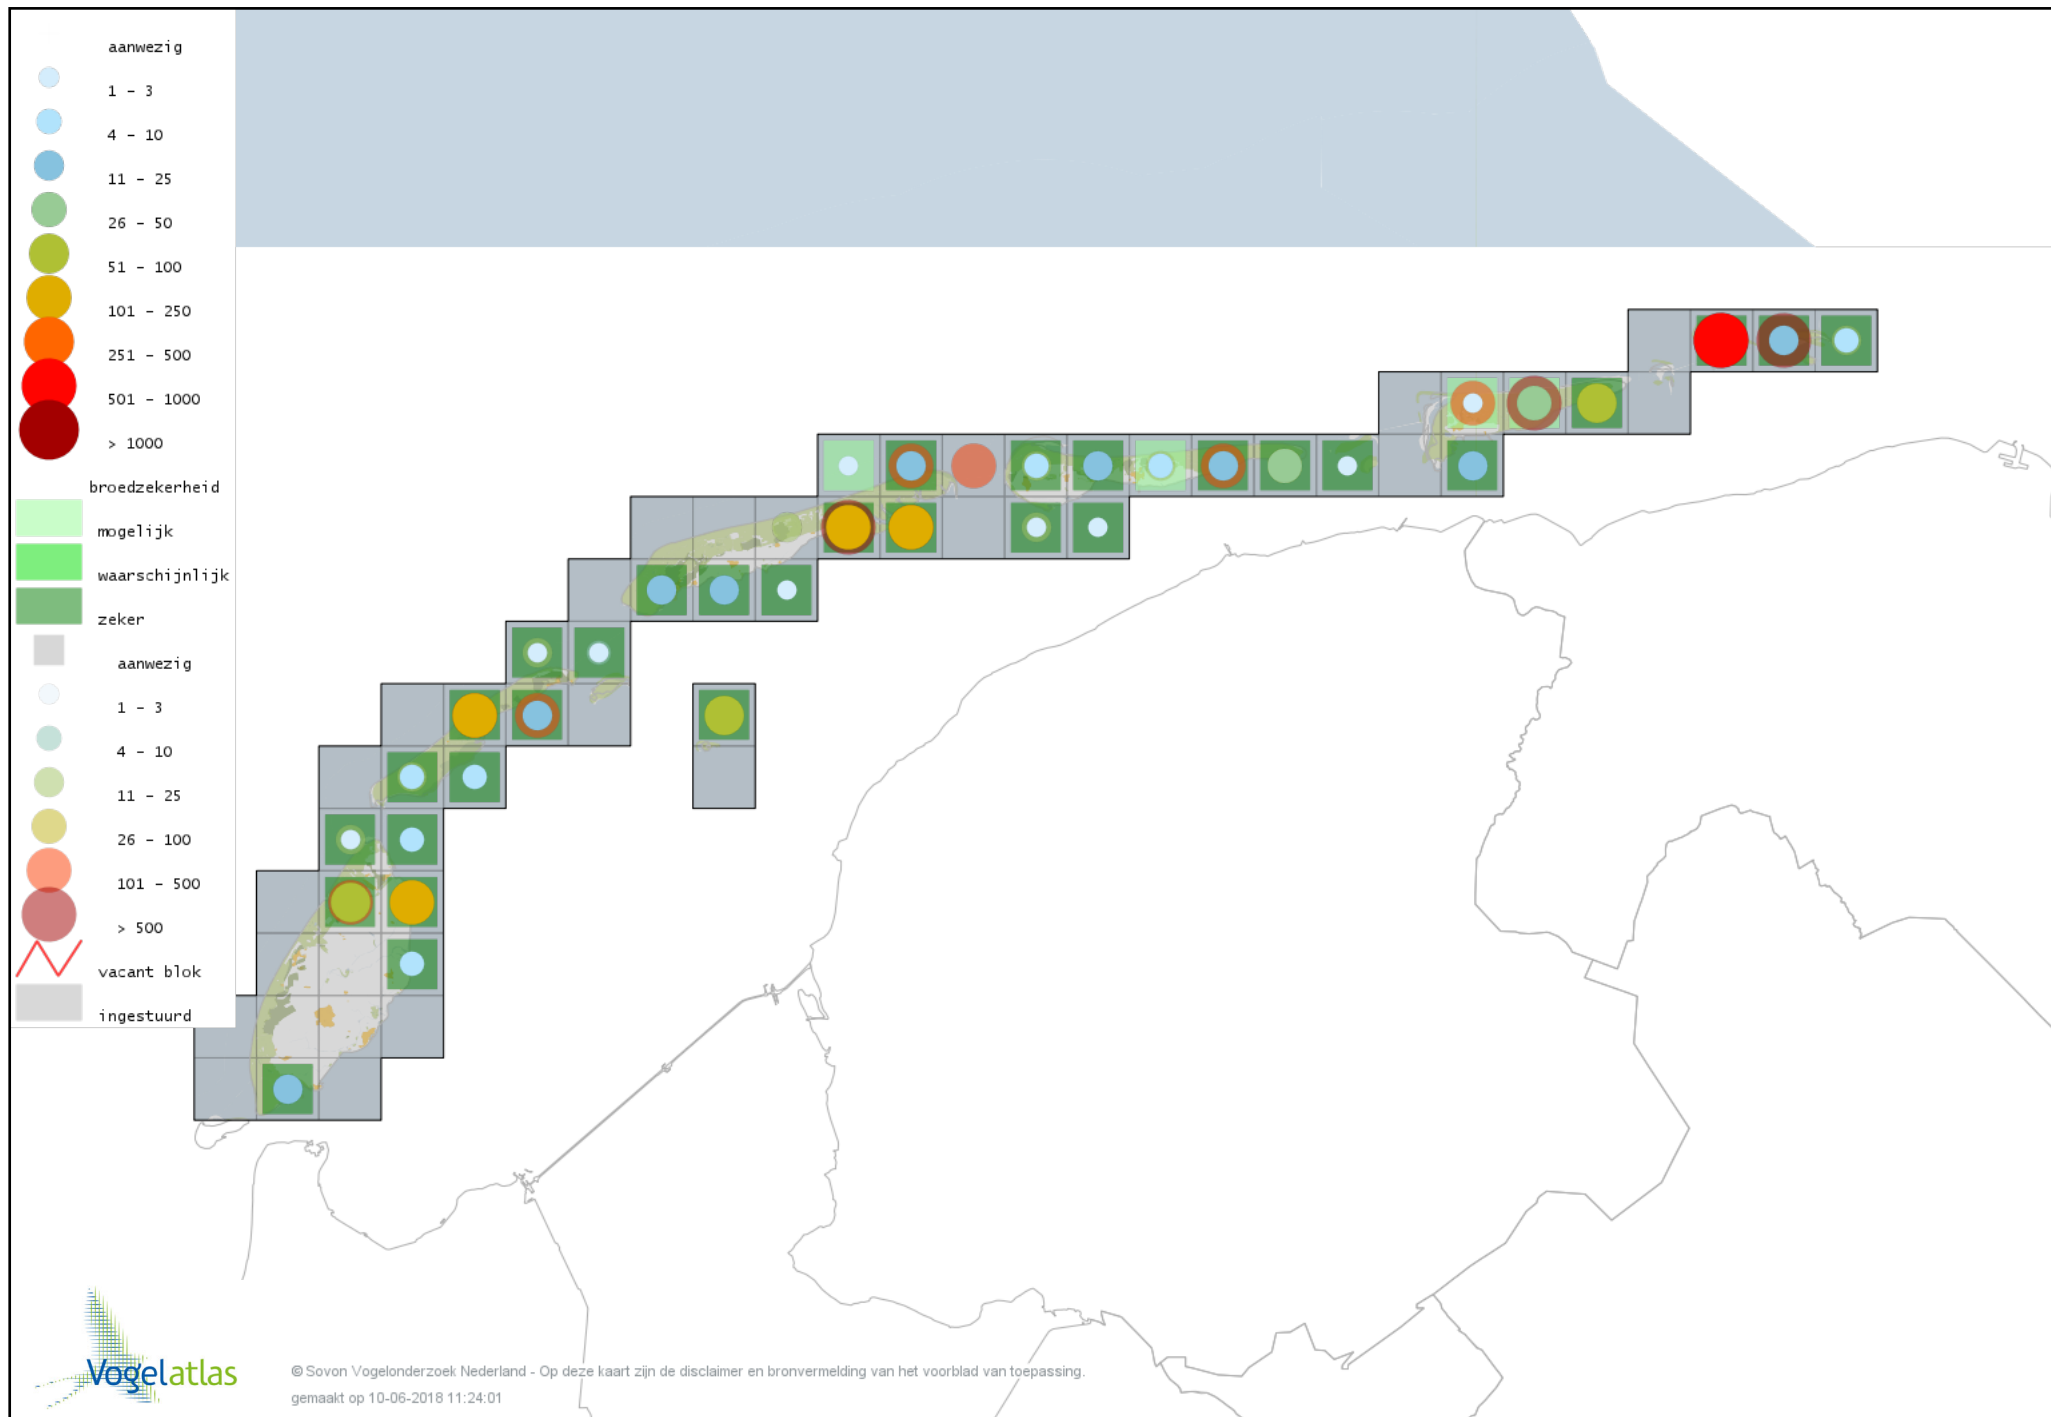 aanwezig
1 - 3
4 - 10
11 - 25
26 - 50
51 - 100
101 - 250
251 - 500
501 - 1000
> 1000
broedzekerheid
mogelijk
waarschijnlijk
zeker
aanwezig
1 - 3
4 - 10
11 - 25
26 - 100
101 - 500
> 500
vacant blok
ingestuurd
Vogelatlas
© Sovon Vogelonderzoek Nederland - Op deze kaart zijn de disclaimer en bronvermelding van het voorblad van toepassing.
gemaakt op 10-06-2018 11:24:01